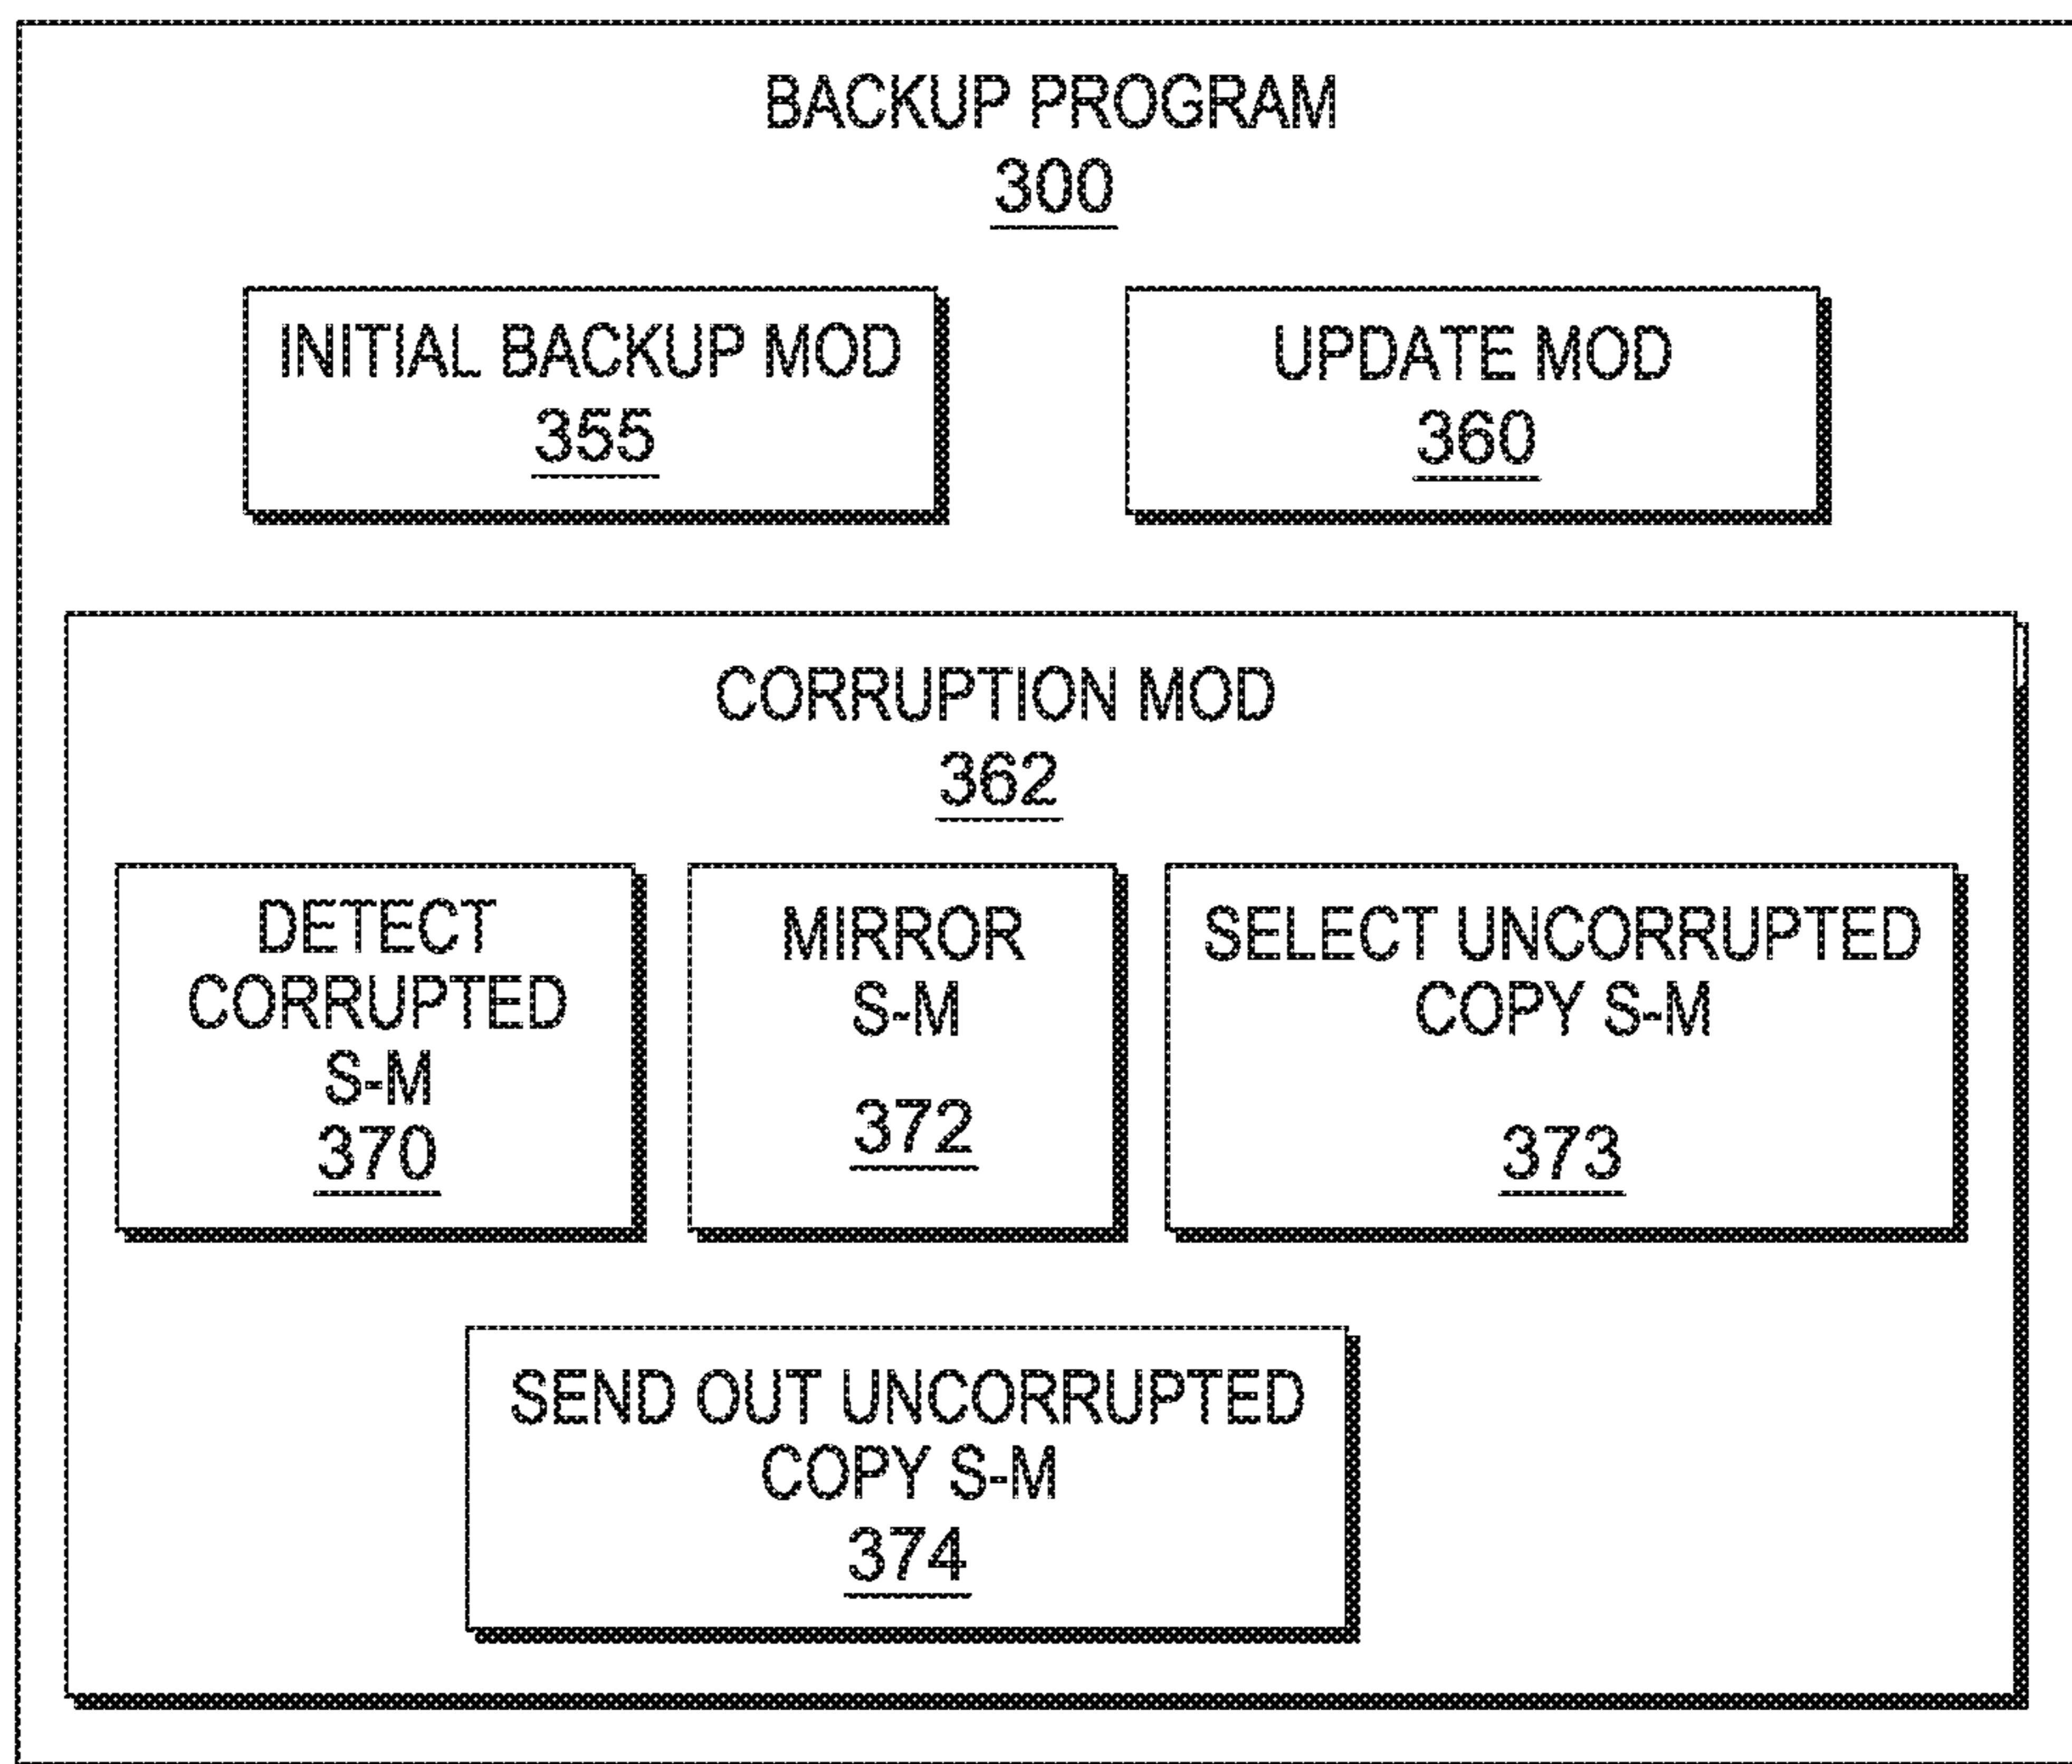 BACKUP PROGRAM
300
INITIAL BACKUP MOD
355
UPDATE MOD
360
CORRUPTION MOD
362
DETECT
CORRUPTED
S-M
370
MIRROR
S-M
372
SELECT UNCORRUPTED
COPY S-M
373
SEND OUT UNCORRUPTED
COPY S-M
374